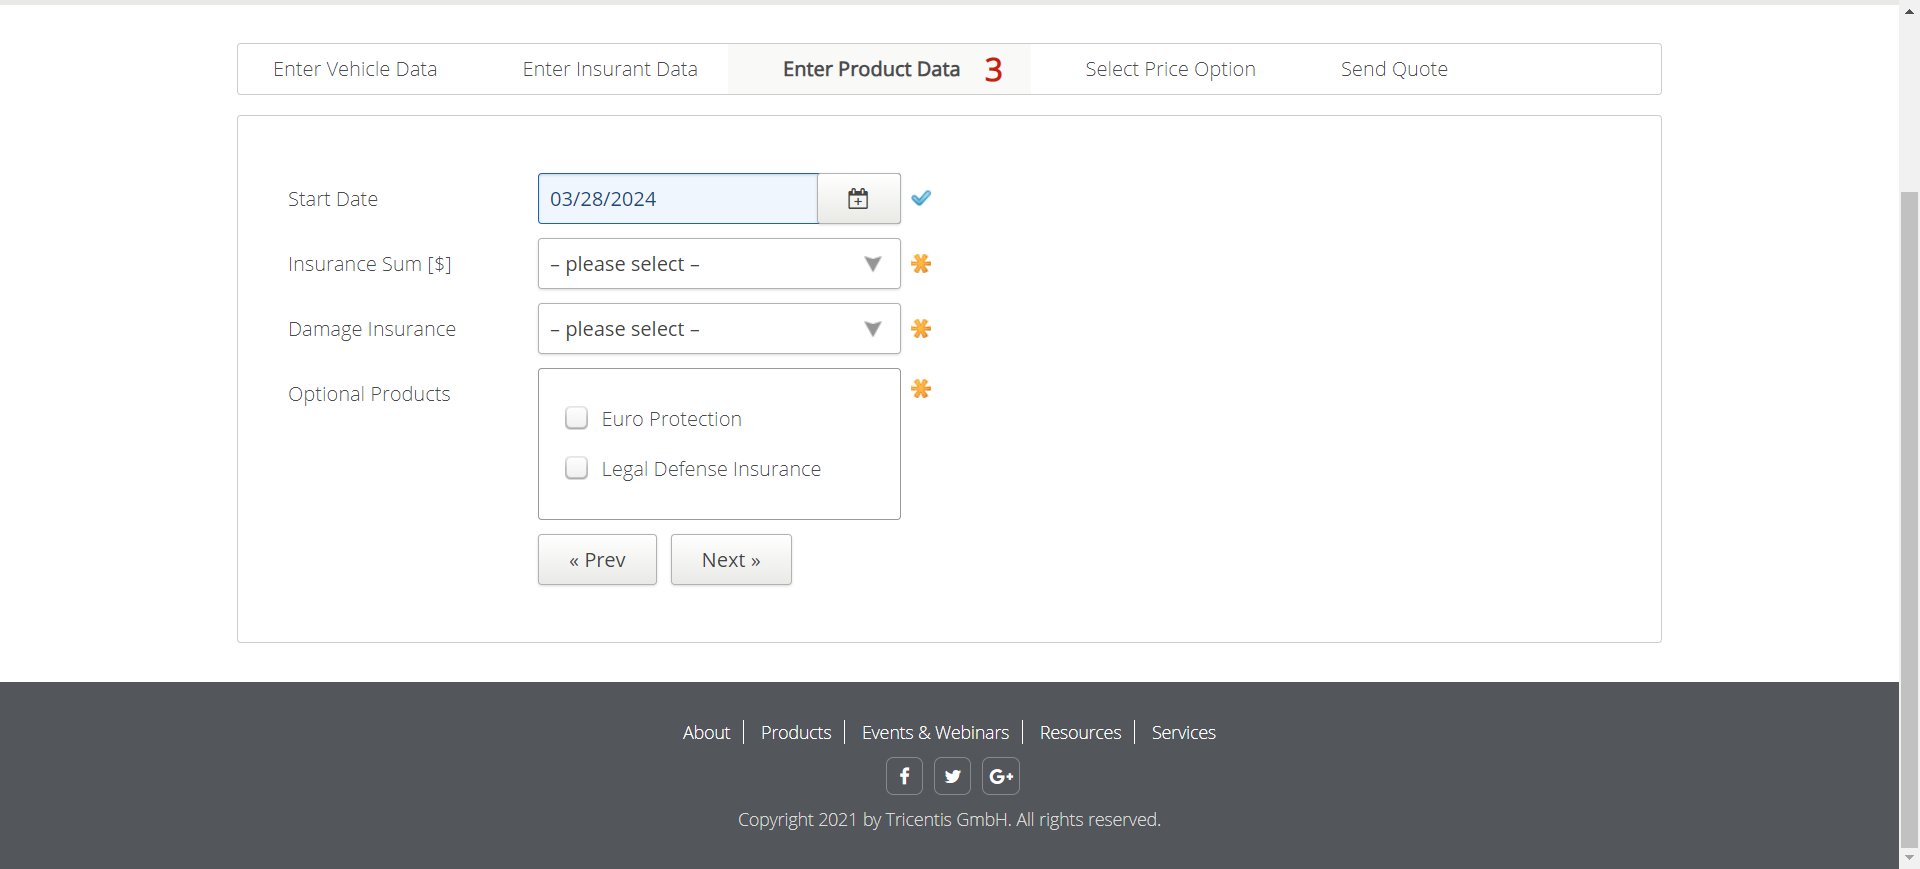 Enter Vehicle Data Enter Insurant Data Enter Product Data 3 Select Price Option Send Quote
Start Date 03/28/2024
Insurance Sum [$] – please select –
Damage Insurance – please select –
Optional Products
Euro Protection
Legal Defense Insurance
« Prev Next »
About Products Events & Webinars Resources Services
f G+
Copyright 2021 by Tricentis GmbH. All rights reserved.